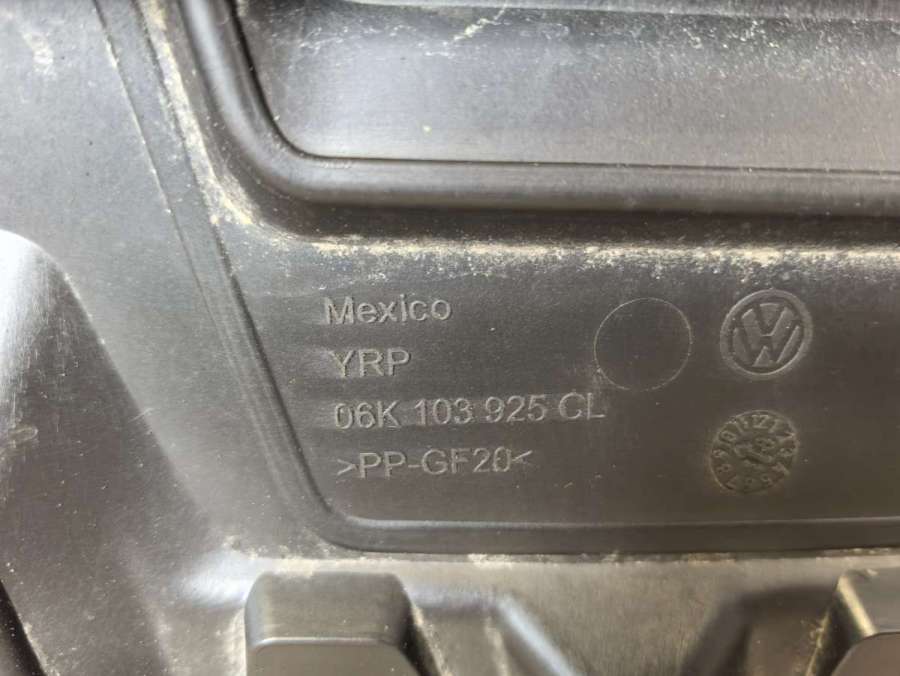 Mexico
YRP
06K 103 925 CL
>PP-GF20<